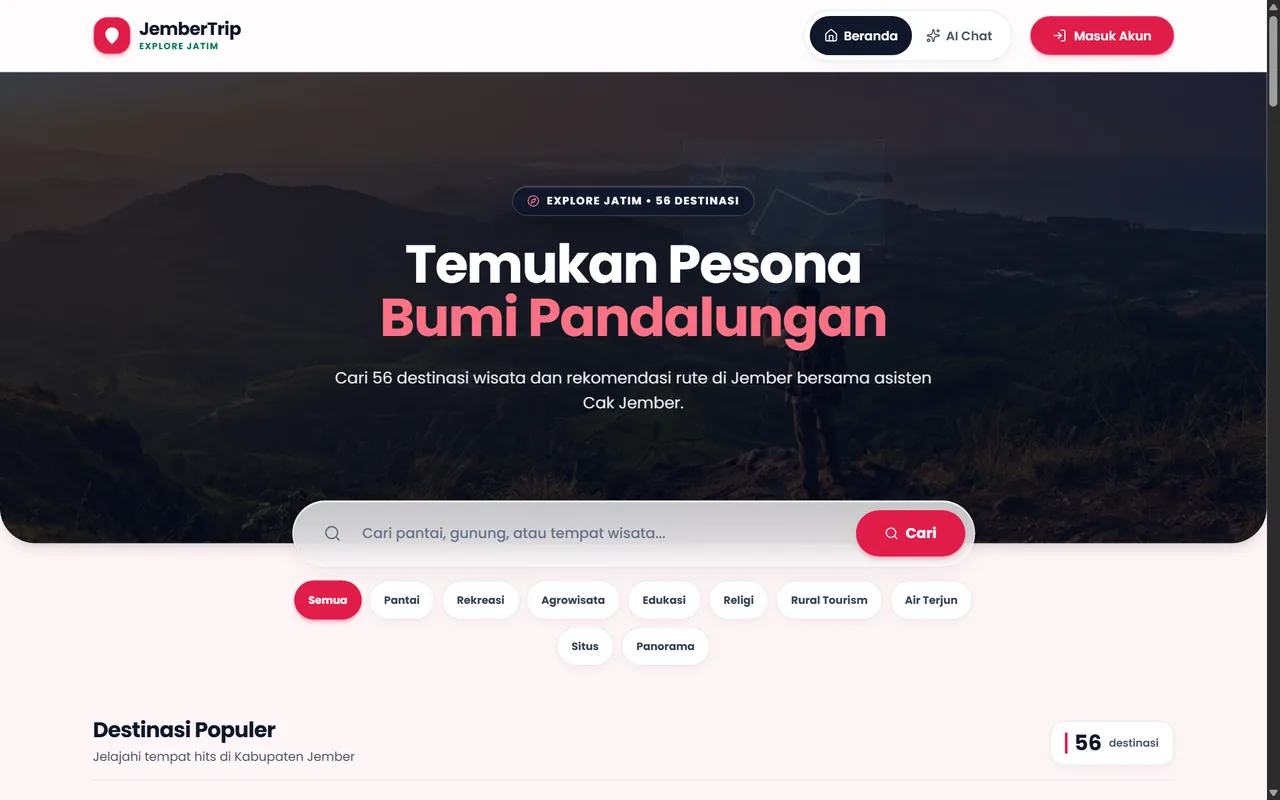 JemberTrip
EXPLORE JATIM
Beranda
AI Chat
Masuk Akun
EXPLORE JATIM • 56 DESTINASI
Temukan Pesona
Bumi Pandalungan
Cari 56 destinasi wisata dan rekomendasi rute di Jember bersama asisten
Cak Jember.
Cari pantai, gunung, atau tempat wisata...
Cari
Semua
Pantai
Rekreasi
Agrowisata
Edukasi
Religi
Rural Tourism
Air Terjun
Situs
Panorama
Destinasi Populer
Jelajahi tempat hits di Kabupaten Jember
56 destinasi